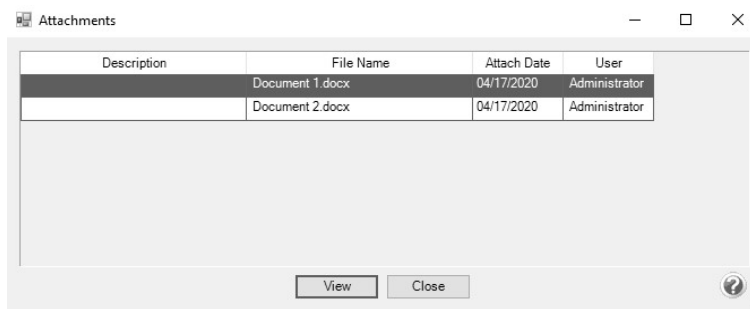 Attachments
Description File Name Attach Date User
Document 1.docx 04/17/2020 Administrator
Document 2.docx 04/17/2020 Administrator
View Close ?